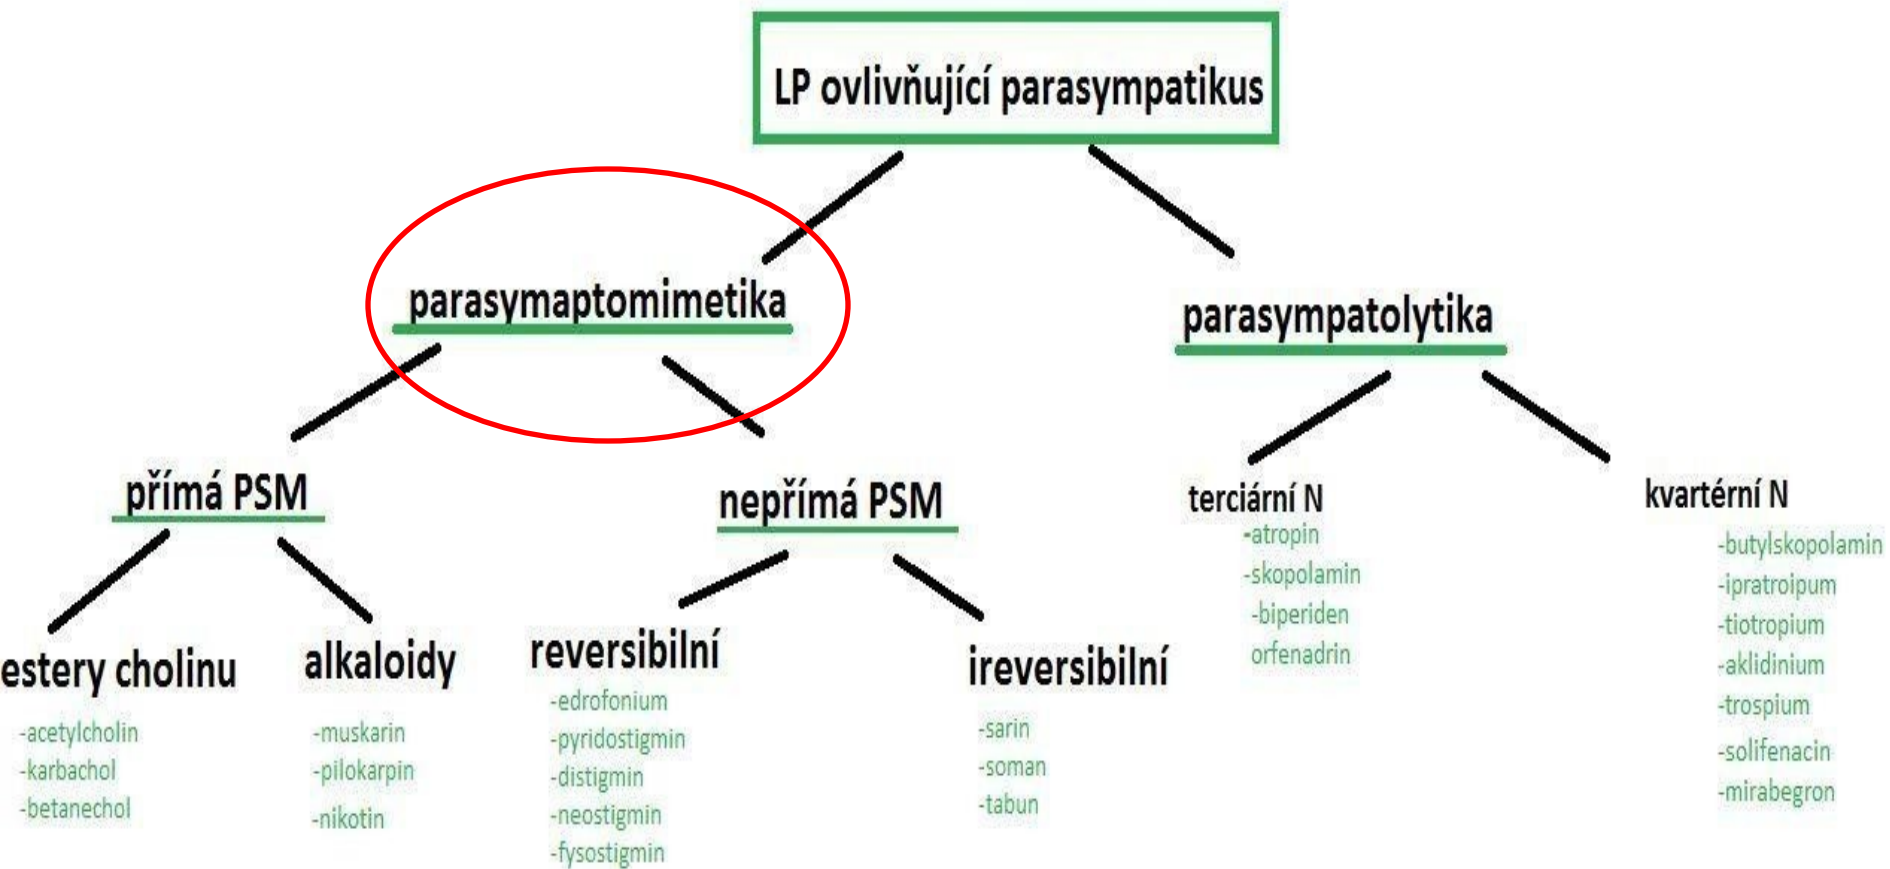 LP ovlivňující parasympatikus
parasymaptomimetika
parasympatolytika
přímá PSM
nepřímá PSM
terciární N
-atropin
-skopolamin
-biperiden
orfenadrin
kvartérní N
-butylskopolamin
-ipratroipum
-tiotropium
-aklidinium
-trospium
-solifenacin
-mirabegron
estery cholinu
-acetylcholin
-karbachol
-betanechol
alkaloidy
-muskarin
-pilokarpin
-nikotin
reversibilní
-edrofonium
-pyridostigmin
-distigmin
-neostigmin
-fysostigmin
ireversibilní
-sarin
-soman
-tabun